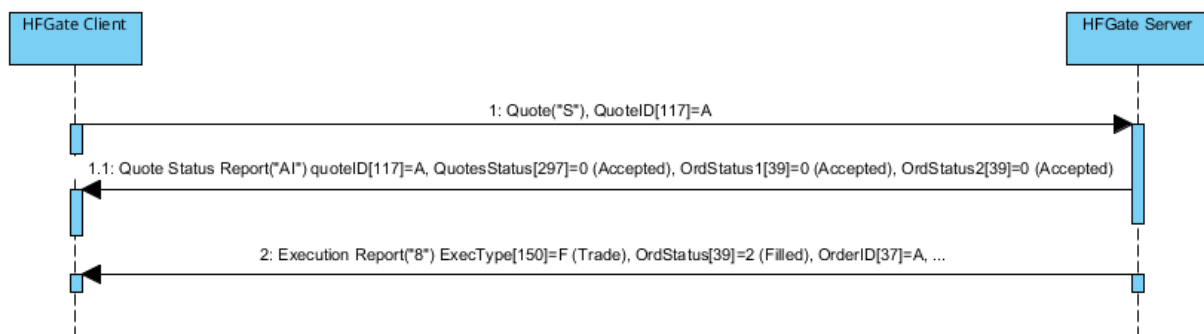 HFGate Client
HFGate Server
1: Quote("S"), QuoteID[117]=A
1.1: Quote Status Report("AI") quoteID[117]=A, QuotesStatus[297]=0 (Accepted), OrdStatus1[39]=0 (Accepted), OrdStatus2[39]=0 (Accepted)
2: Execution Report("8") ExecType[150]=F (Trade), OrdStatus[39]=2 (Filled), OrderID[37]=A, ...